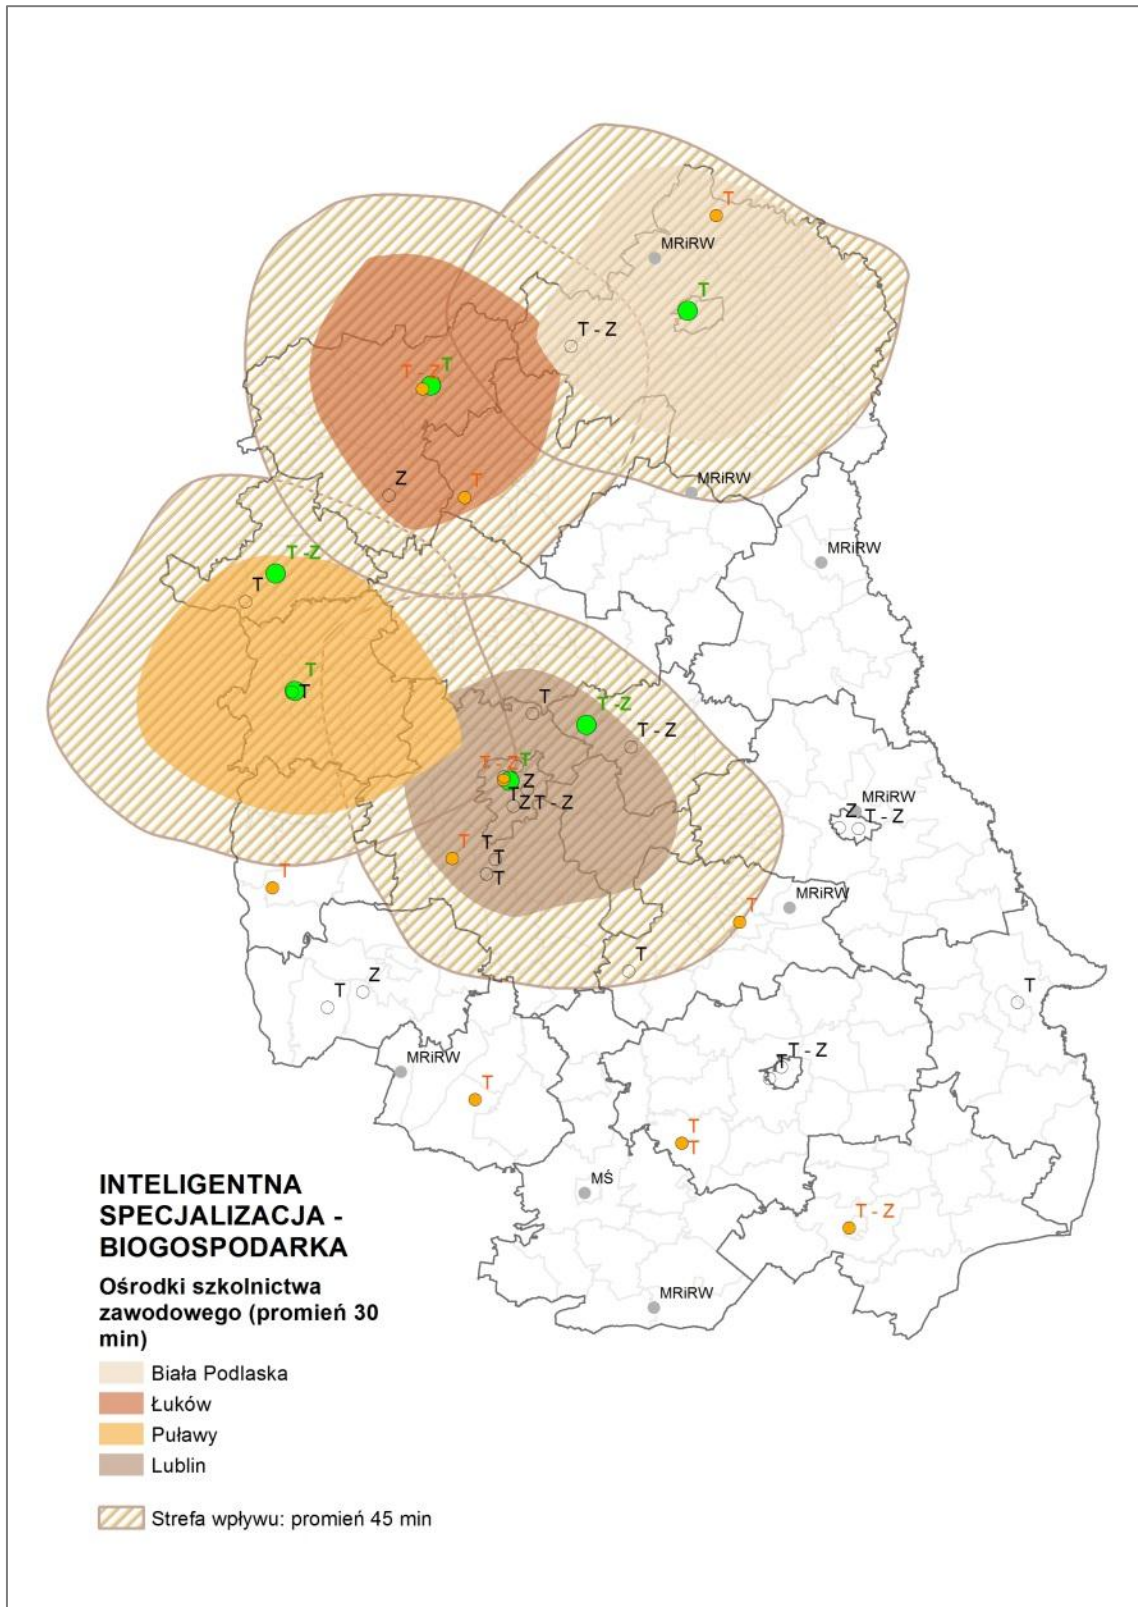 T
MRiRW
T
T - Z
T - Z
T
Z
T
MRiRW
MRiRW
T -Z
T
T
T
T
T -Z
T - Z
T - Z
T
Z
T
Z
T - Z
MRiRW
Z
T - Z
T
T
T
T
T
MRiRW
T
T
Z
T
T
MRiRW
T
T - Z
T
T
T
MŚ
T - Z
MRiRW
INTELIGENTNA
SPECJALIZACJA -
BIOGOSPODARKA
Ośrodki szkolnictwa
zawodowego (promień 30
min)
Biała Podlaska
Łuków
Puławy
Lublin
Strefa wpływu: promień 45 min